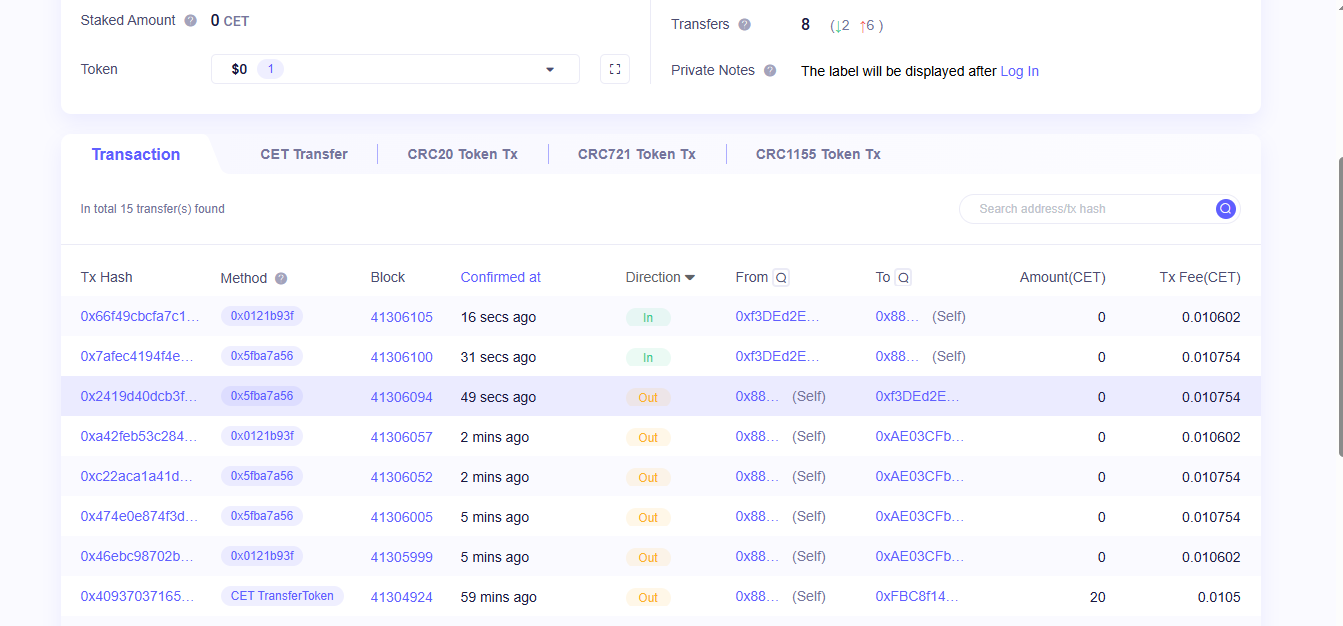 Staked Amount ? 0 CET
Transfers ? 8 (↓2 ↑6 )
Token $0 1
Private Notes ? The label will be displayed after Log In
Transaction CET Transfer CRC20 Token Tx CRC721 Token Tx CRC1155 Token Tx
In total 15 transfer(s) found Search address/tx hash
Tx Hash Method ? Block Confirmed at Direction From To Amount(CET) Tx Fee(CET)
0x66f49cbcfa7c1... 0x0121b93f 41306105 16 secs ago In 0xf3DEd2E... 0x88... (Self) 0 0.010602
0x7afec4194f4e... 0x5fba7a56 41306100 31 secs ago In 0xf3DEd2E... 0x88... (Self) 0 0.010754
0x2419d40dcb3f... 0x5fba7a56 41306094 49 secs ago Out 0x88... (Self) 0xf3DEd2E... 0 0.010754
0xa42feb53c284... 0x0121b93f 41306057 2 mins ago Out 0x88... (Self) 0xAE03CFb... 0 0.010602
0xc22aca1a41d... 0x5fba7a56 41306052 2 mins ago Out 0x88... (Self) 0xAE03CFb... 0 0.010754
0x474e0e874f3d... 0x5fba7a56 41306005 5 mins ago Out 0x88... (Self) 0xAE03CFb... 0 0.010754
0x46ebc98702b... 0x0121b93f 41305999 5 mins ago Out 0x88... (Self) 0xAE03CFb... 0 0.010602
0x40937037165... CET TransferToken 41304924 59 mins ago Out 0x88... (Self) 0xFBC8f14... 20 0.0105